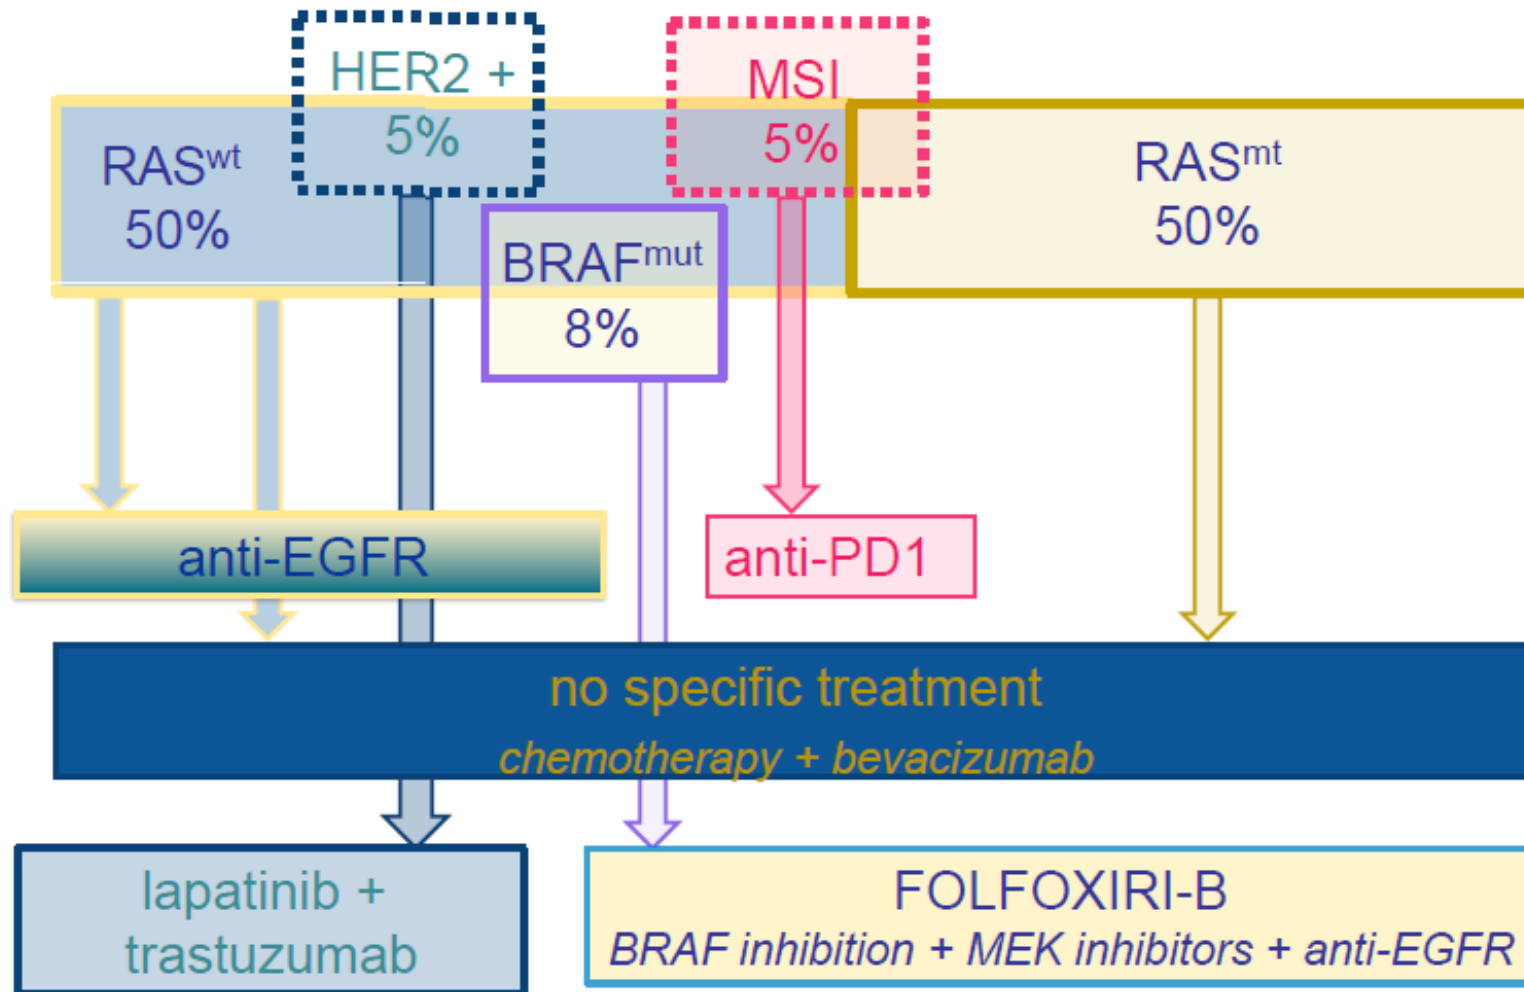 HER2 +
5%
MSI
5%
RASʷᵗ
50%
RASᵐᵗ
50%
BRAFᵐᵘᵗ
8%
anti-EGFR
anti-PD1
no specific treatment
chemotherapy + bevacizumab
lapatinib +
trastuzumab
FOLFOXIRI-B
BRAF inhibition + MEK inhibitors + anti-EGFR